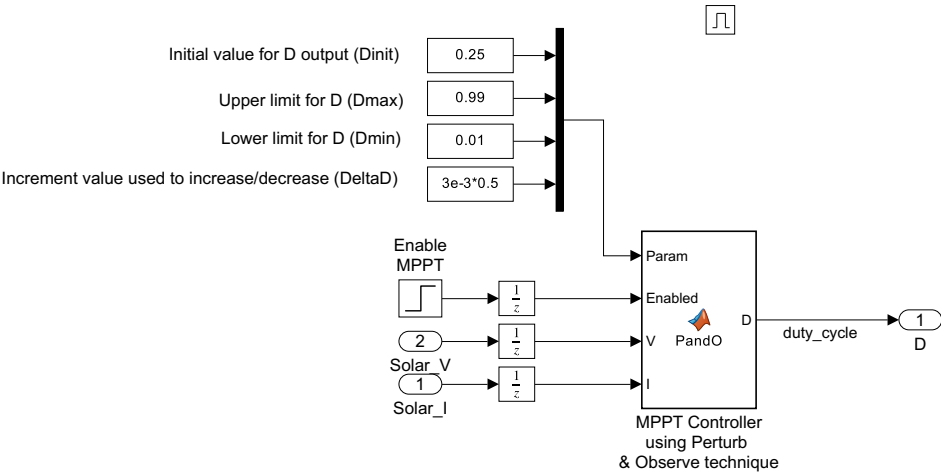 Initial value for D output (Dinit)
0.25
Upper limit for D (Dmax)
0.99
Lower limit for D (Dmin)
0.01
Increment value used to increase/decrease (DeltaD)
3e-3*0.5
Enable
MPPT
1
z
2
Solar_V
1
z
1
Solar_I
1
z
Param
Enabled
V
I
PandO
D
MPPT Controller
using Perturb
& Observe technique
duty_cycle
1
D